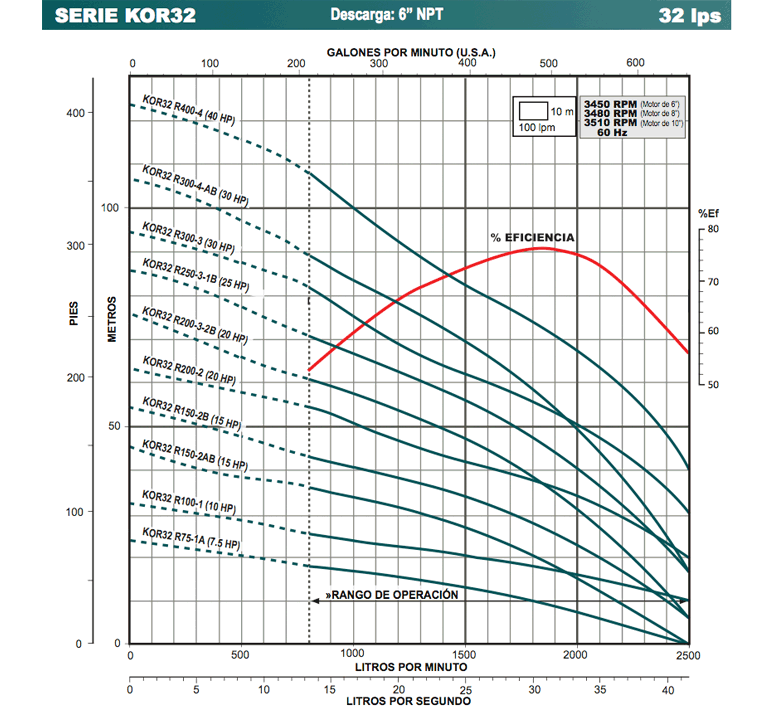 SERIE KOR32 Descarga: 6” NPT 32 lps
GALONES POR MINUTO (U.S.A.)
0 100 200 300 400 500 600
400
300
200
100
0
PIES
100
50
0
METROS
KOR32 R400-4 (40 HP)
KOR32 R300-4-AB (30 HP)
KOR32 R300-3 (30 HP)
KOR32 R250-3-1B (25 HP)
KOR32 R200-3-2B (20 HP)
KOR32 R200-2 (20 HP)
KOR32 R150-2B (15 HP)
KOR32 R150-2AB (15 HP)
KOR32 R100-1 (10 HP)
KOR32 R75-1A (7.5 HP)
10 m
100 lpm
3450 RPM (Motor de 6")
3480 RPM (Motor de 8")
3510 RPM (Motor de 10")
60 Hz
% EFICIENCIA
%Ef
80
70
60
50
»RANGO DE OPERACIÓN
0 500 1000 1500 2000 2500
LITROS POR MINUTO
0 5 10 15 20 25 30 35 40
LITROS POR SEGUNDO